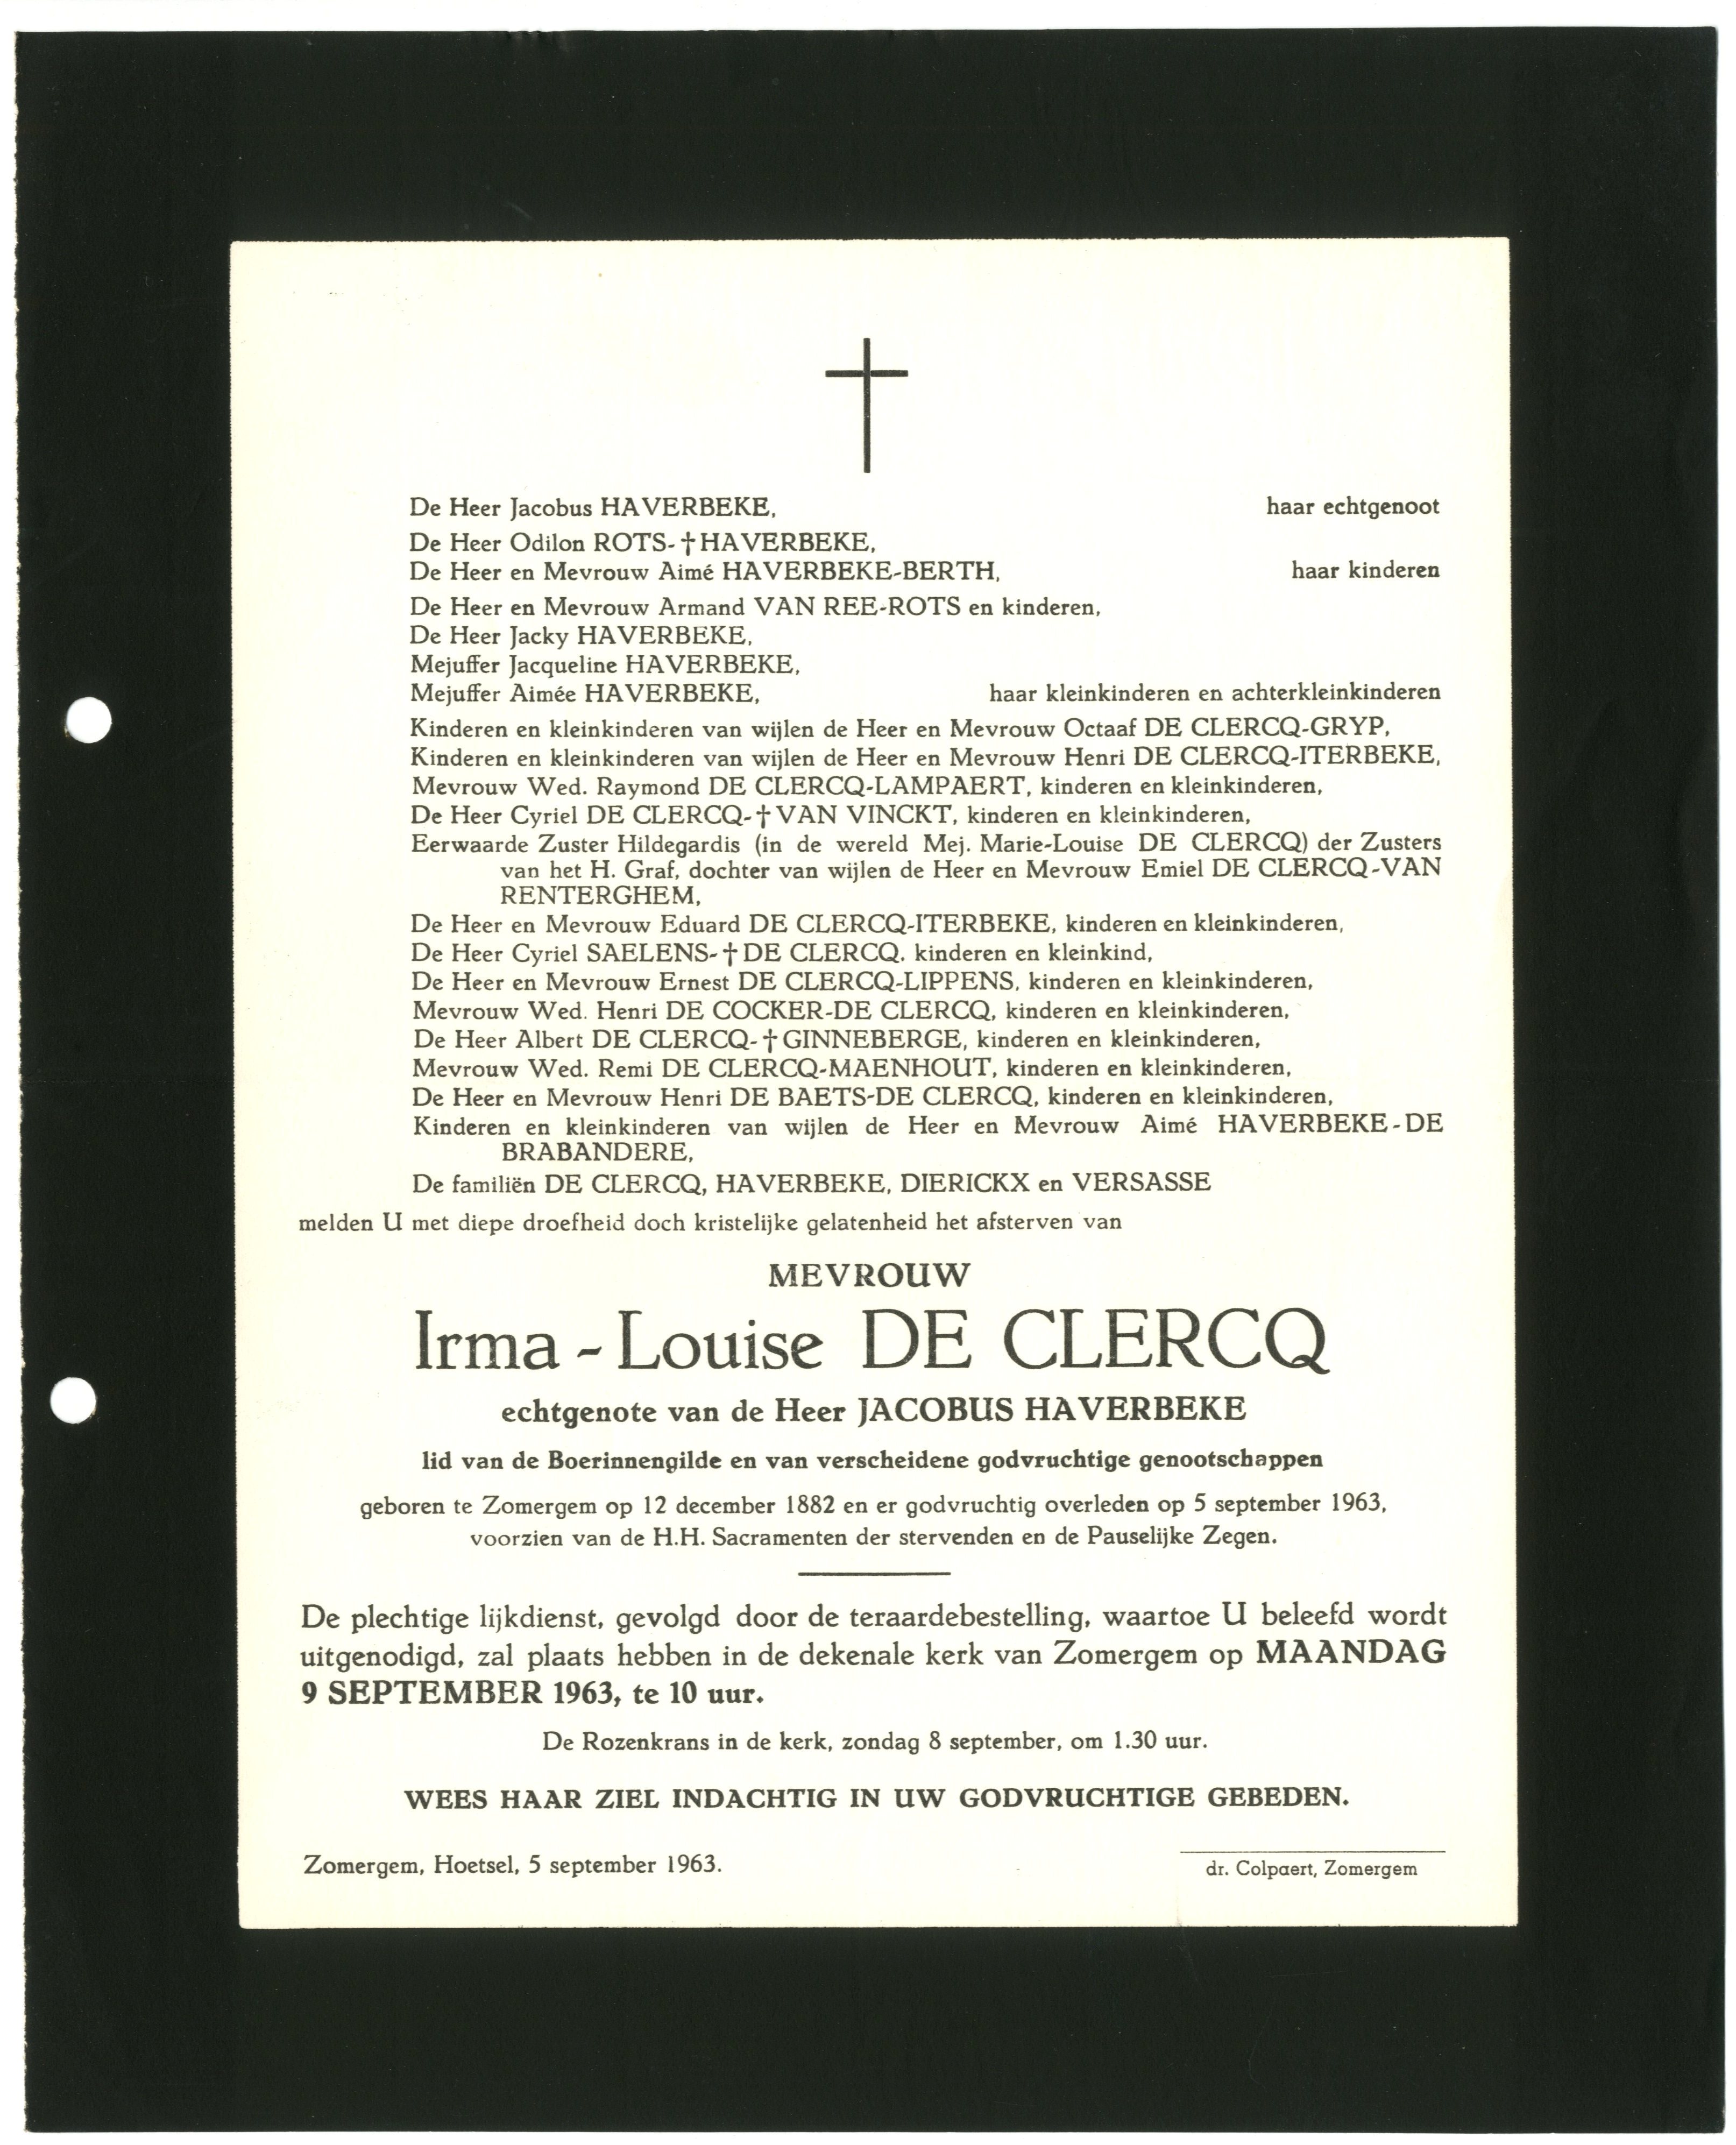 De Heer Jacobus HAVERBEKE, haar echtgenoot
De Heer Odilon ROTS-†HAVERBEKE,
De Heer en Mevrouw Aimé HAVERBEKE-BERTH, haar kinderen
De Heer en Mevrouw Armand VAN REE-ROTS en kinderen,
De Heer Jacky HAVERBEKE,
Mejuffer Jacqueline HAVERBEKE,
Mejuffer Aimée HAVERBEKE, haar kleinkinderen en achterkleinkinderen
Kinderen en kleinkinderen van wijlen de Heer en Mevrouw Octaaf DE CLERCQ-GRYP,
Kinderen en kleinkinderen van wijlen de Heer en Mevrouw Henri DE CLERCQ-ITERBEKE,
Mevrouw Wed. Raymond DE CLERCQ-LAMPAERT, kinderen en kleinkinderen,
De Heer Cyriel DE CLERCQ-†VAN VINCKT, kinderen en kleinkinderen,
Eerwaarde Zuster Hildegardis (in de wereld Mej. Marie-Louise DE CLERCQ) der Zusters
van het H. Graf, dochter van wijlen de Heer en Mevrouw Emiel DE CLERCQ-VAN
RENTERGHEM,
De Heer en Mevrouw Eduard DE CLERCQ-ITERBEKE, kinderen en kleinkinderen,
De Heer Cyriel SAELENS-†DE CLERCQ. kinderen en kleinkind,
De Heer en Mevrouw Ernest DE CLERCQ-LIPPENS, kinderen en kleinkinderen,
Mevrouw Wed. Henri DE COCKER-DE CLERCQ, kinderen en kleinkinderen,
De Heer Albert DE CLERCQ-†GINNEBERGE, kinderen en kleinkinderen,
Mevrouw Wed. Remi DE CLERCQ-MAENHOUT, kinderen en kleinkinderen,
De Heer en Mevrouw Henri DE BAETS-DE CLERCQ, kinderen en kleinkinderen,
Kinderen en kleinkinderen van wijlen de Heer en Mevrouw Aimé HAVERBEKE-DE
BRABANDERE,
De familiën DE CLERCQ, HAVERBEKE, DIERICKX en VERSASSE
melden U met diepe droefheid doch kristelijke gelatenheid het afsterven van
MEVROUW
Irma - Louise DE CLERCQ
echtgenote van de Heer JACOBUS HAVERBEKE
lid van de Boerinnengilde en van verscheidene godvruchtige genootschappen
geboren te Zomergem op 12 december 1882 en er godvruchtig overleden op 5 september 1963,
voorzien van de H.H. Sacramenten der stervenden en de Pauselijke Zegen.
De plechtige lijkdienst, gevolgd door de teraardebestelling, waartoe U beleefd wordt
uitgenodigd, zal plaats hebben in de dekenale kerk van Zomergem op MAANDAG
9 SEPTEMBER 1963, te 10 uur.
De Rozenkrans in de kerk, zondag 8 september, om 1.30 uur.
WEES HAAR ZIEL INDACHTIG IN UW GODVRUCHTIGE GEBEDEN.
Zomergem, Hoetsel, 5 september 1963.
dr. Colpaert, Zomergem